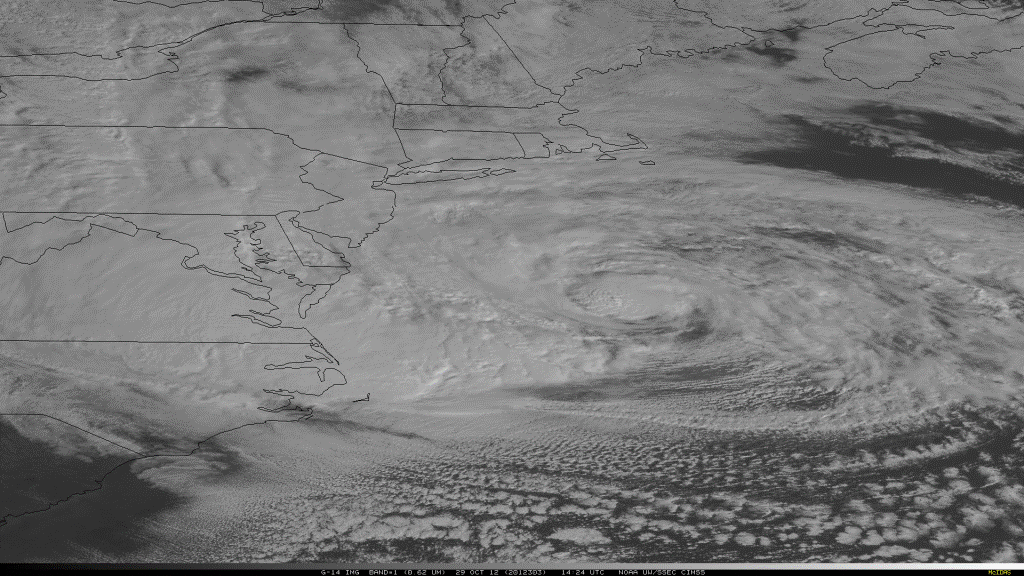 G-14 IMG BAND=1 (0.62 UM) 29 OCT 12 (2012303) 14:24 UTC NOAA UW/SSEC CIMSS McIDAS